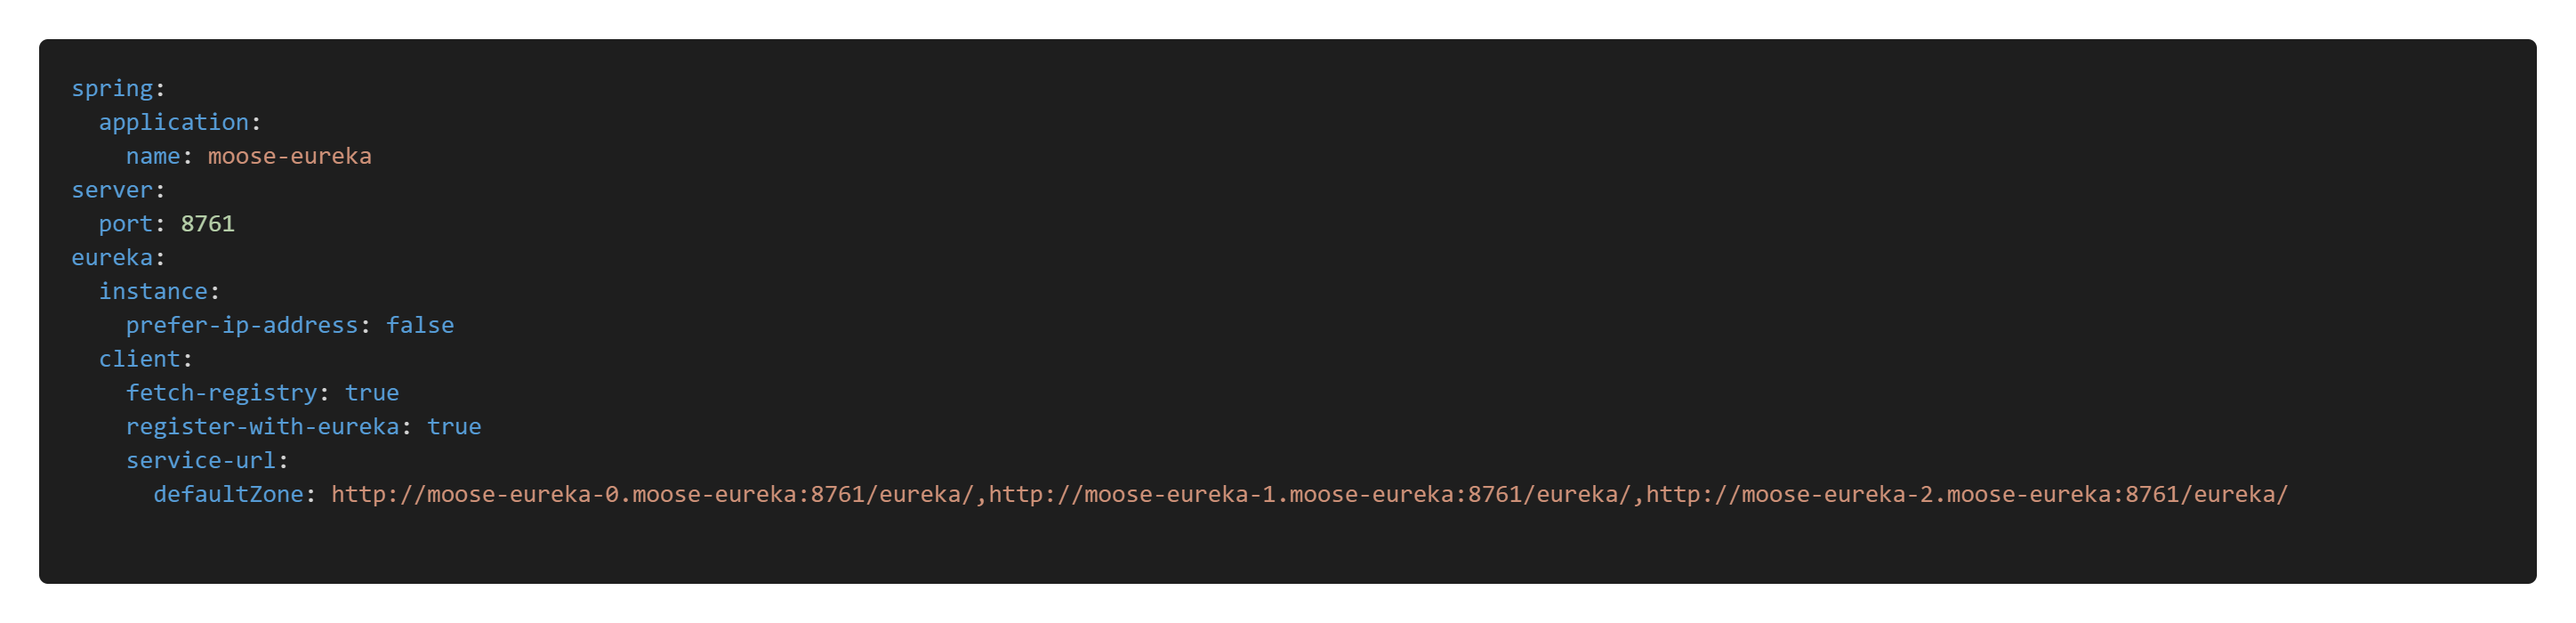 spring:
  application:
    name: moose-eureka
server:
  port: 8761
eureka:
  instance:
    prefer-ip-address: false
  client:
    fetch-registry: true
    register-with-eureka: true
    service-url:
      defaultZone: http://moose-eureka-0.moose-eureka:8761/eureka/,http://moose-eureka-1.moose-eureka:8761/eureka/,http://moose-eureka-2.moose-eureka:8761/eureka/